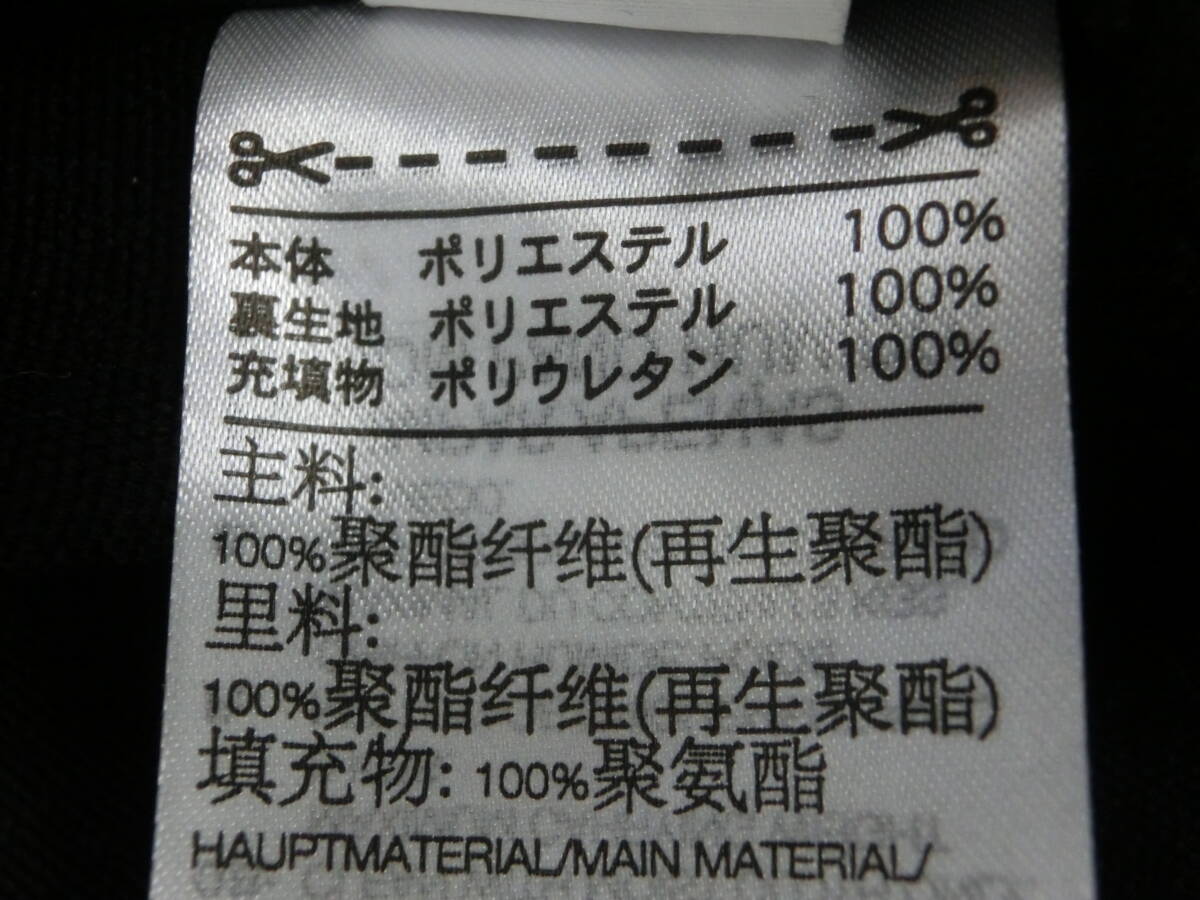 本体 ポリエステル 100%
裏生地 ポリエステル 100%
充填物 ポリウレタン 100%
主料:
100%聚酯纤维(再生聚酯)
里料:
100%聚酯纤维(再生聚酯)
填充物: 100%聚氨酯
HAUPTMATERIAL/MAIN MATERIAL/